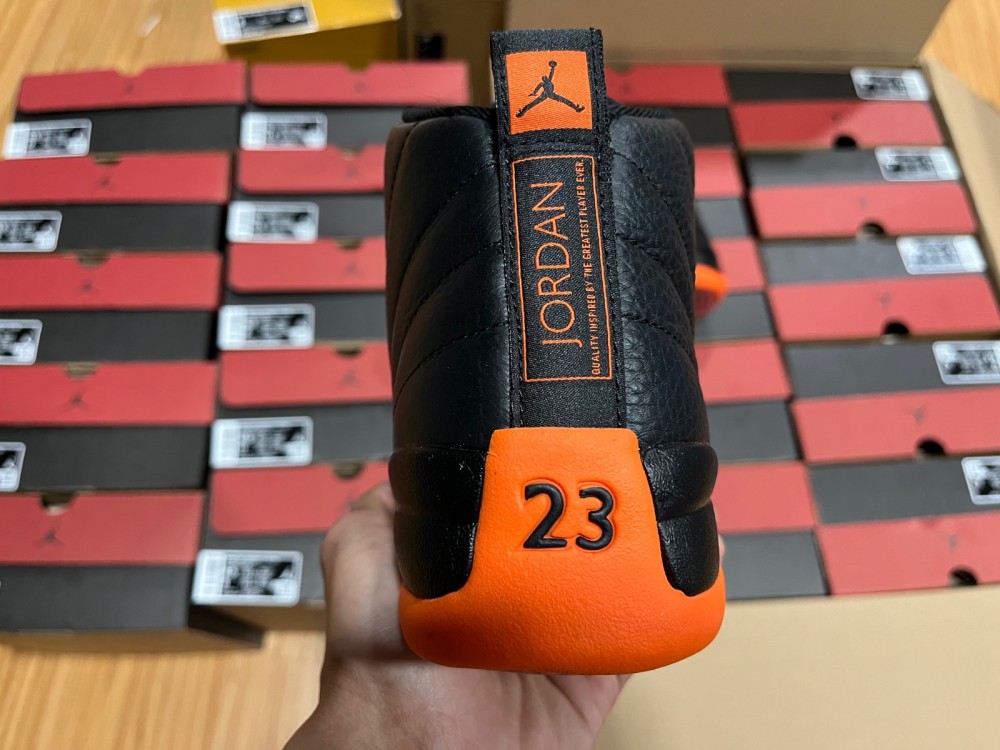 JORDAN
QUALITY INSPIRED BY THE GREATEST PLAYER EVER.
23